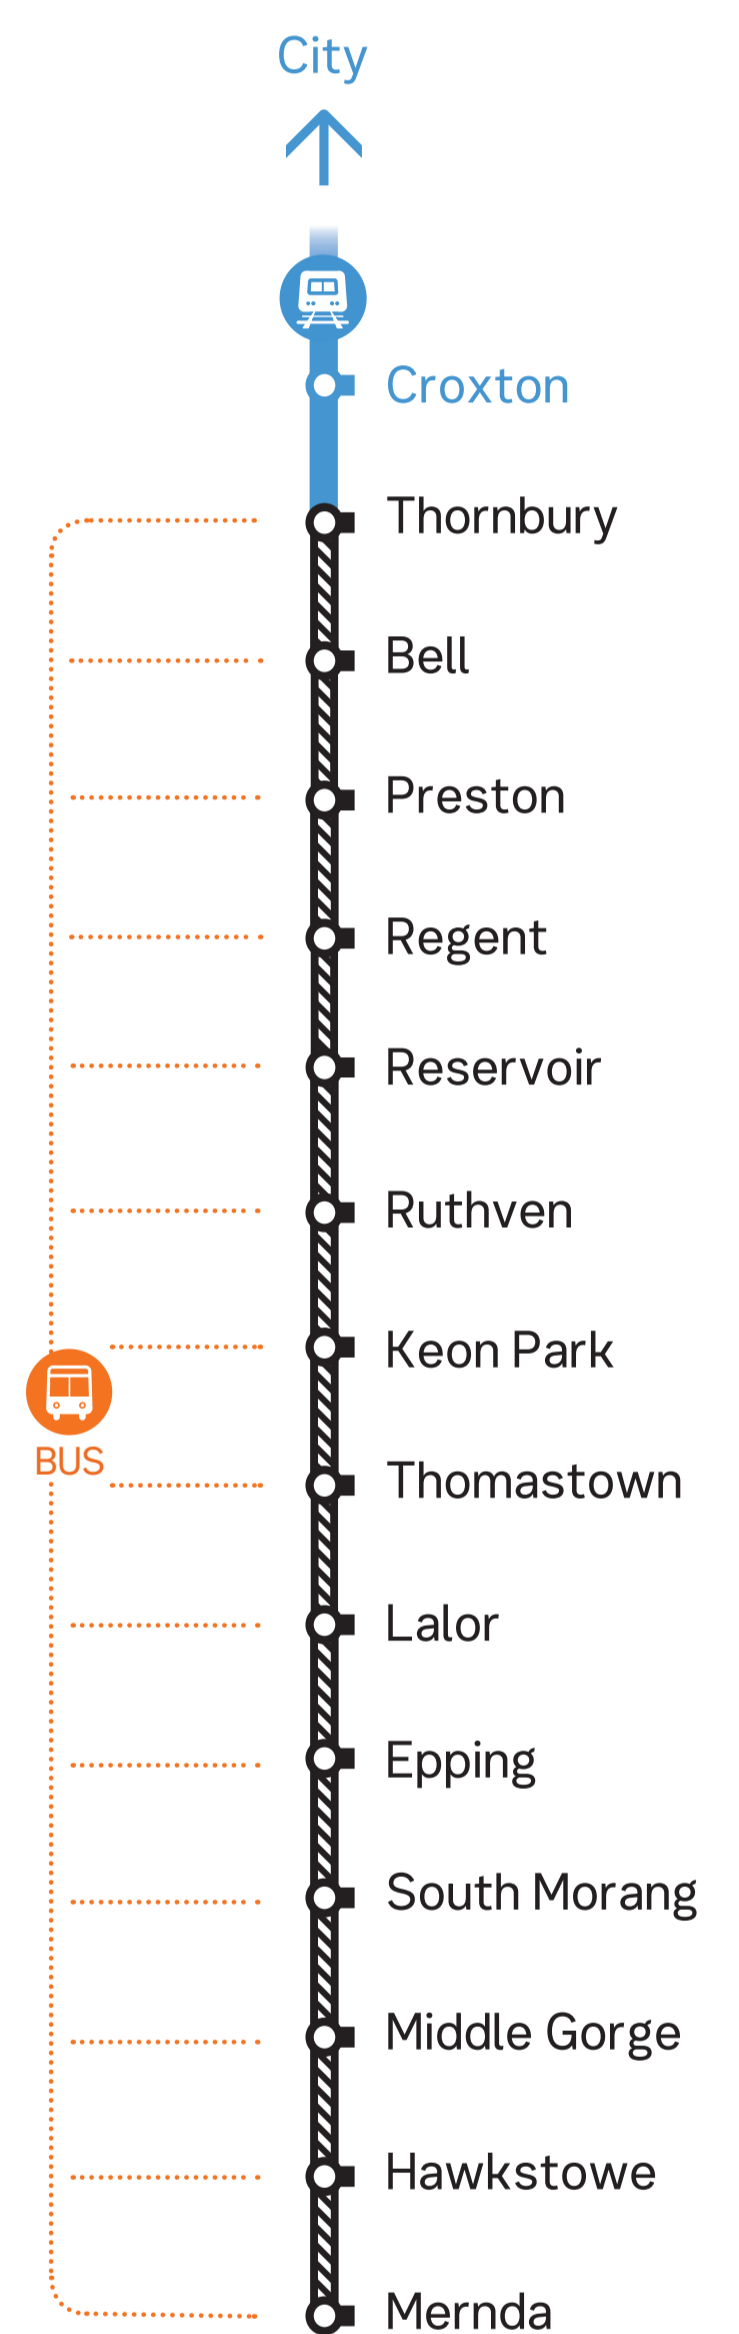 City
Croxton
Thornbury
Bell
Preston
Regent
Reservoir
Ruthven
Keon Park
BUS
Thomastown
Lalor
Epping
South Morang
Middle Gorge
Hawkstowe
Mernda